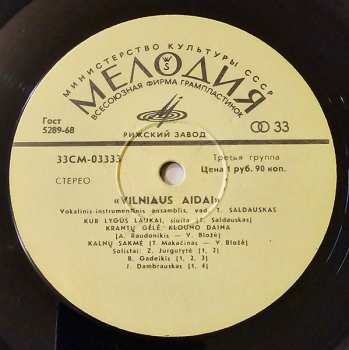 МИНИСТЕРСТВО КУЛЬТУРЫ СССР
МЕЛОДИЯ
ВСЕСОЮЗНАЯ ФИРМА ГРАМПЛАСТИНОК
Гост
5289-68
33
РИЖСКИЙ ЗАВОД
33СМ-03333
Третья группа
Цена 1 руб. 90 коп.
СТЕРЕО
«VILNIAUS AIDAI»
Vokalinis-instrumentinis ansamblis, vad. T. SALDAUSKAS
KUR LYGŪS LAUKAI, siuita (T. Saldauskas)
KRANTŲ GĖLĖ KLOUNO DAINA
(A. Raudonikis — V. Bložė)
KALNŲ SAKMĖ (T. Makačinas — V. Bložė)
Solistai: Z. Jurgutytė (1, 2)
B. Gadeikis (1, 2, 3)
J. Dambrauskas (1, 4)